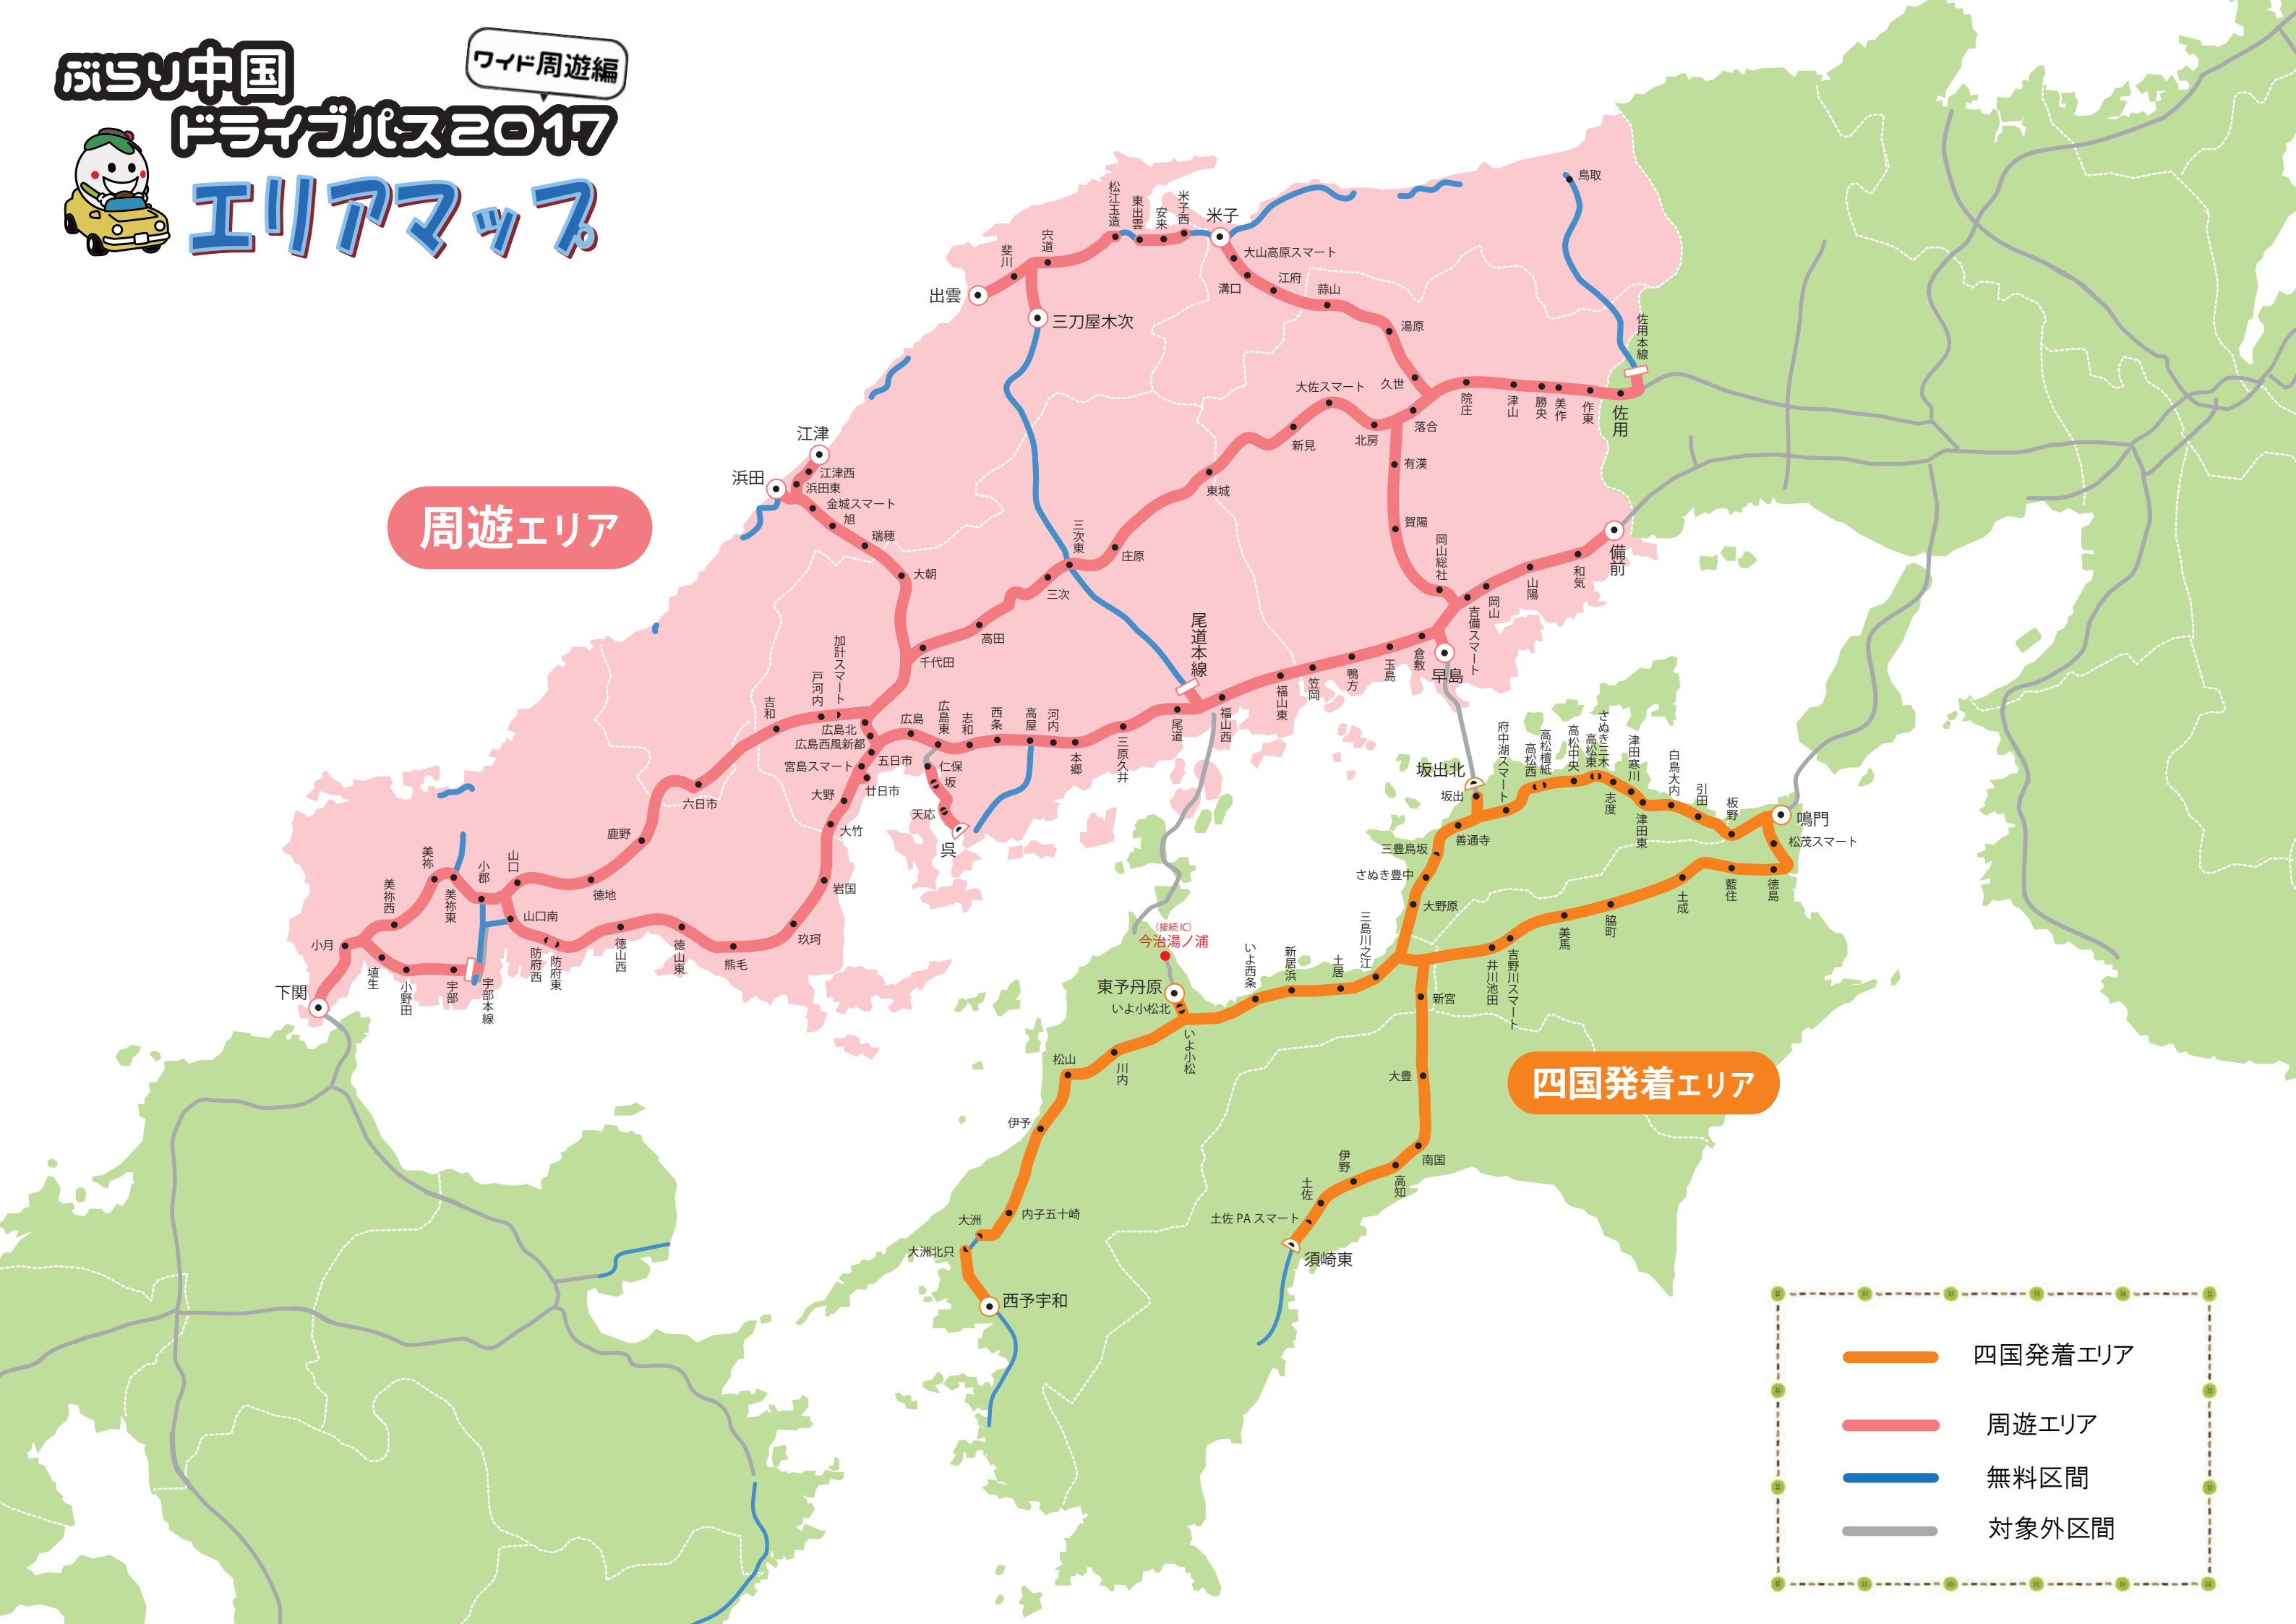 ぶらり中国
ドライブパス2017
ワイド周遊編
エリアマップ
周遊エリア
四国発着エリア
出雲
斐川
宍道
松江玉造
東出雲
安来
米子西
米子
三刀屋木次
大山高原スマート
溝口
江府
蒜山
湯原
久世
鳥取
佐用本線
佐用
作東
美作
勝央
津山
院庄
落合
北房
大佐スマート
新見
東城
庄原
三次東
三次
高田
千代田
有漢
賀陽
岡山総社
江津
江津西
浜田東
浜田
金城スマート
旭
瑞穂
大朝
備前
和気
山陽
岡山
吉備スマート
早島
倉敷
玉島
鴨方
笠岡
福山東
福山西
尾道本線
尾道
三原久井
本郷
河内
高屋
西条
志和
広島東
広島
広島北
広島西風新都
五日市
宮島スマート
廿日市
大野
大竹
仁保
坂
天応
呉
加計スマート
戸河内
吉和
六日市
鹿野
徳地
山口
小郡
美祢東
美祢
美祢西
小月
下関
埴生
小野田
宇部
宇部本線
山口南
防府西
防府東
徳山西
徳山東
熊毛
玖珂
岩国
坂出北
坂出
府中湖スマート
高松西
高松檀紙
高松中央
高松東
さぬき三木
志度
津田寒川
津田東
白鳥大内
引田
板野
鳴門
松茂スマート
徳島
藍住
土成
脇町
美馬
吉野川スマート
井川池田
善通寺
三豊鳥坂
さぬき豊中
大野原
三島川之江
土居
新居浜
いよ西条
(接続IC)
今治湯ノ浦
東予丹原
いよ小松北
いよ小松
川内
松山
伊予
内子五十崎
大洲
大洲北只
西予宇和
新宮
大豊
南国
高知
伊野
土佐
土佐PAスマート
須崎東
四国発着エリア
周遊エリア
無料区間
対象外区間